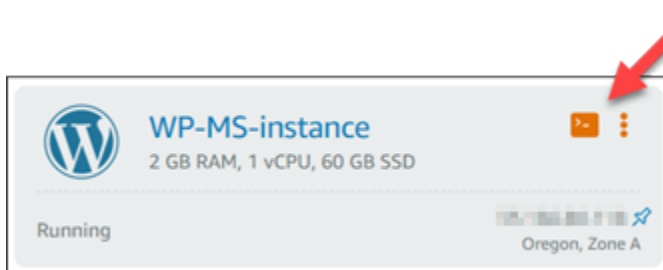 WP-MS-instance
2 GB RAM, 1 vCPU, 60 GB SSD
Running
Oregon, Zone A